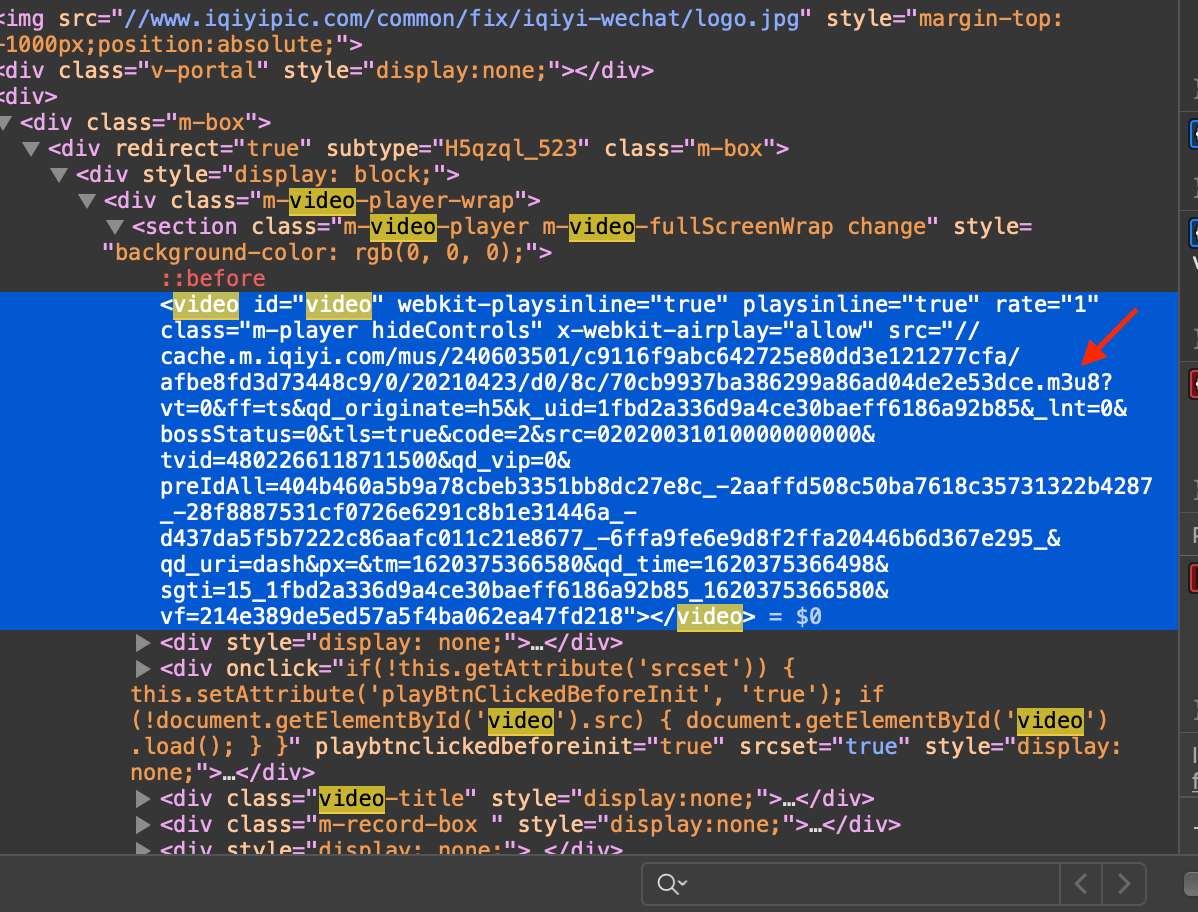 <img src="//www.iqiyipic.com/common/fix/iqiyi-wechat/logo.jpg" style="margin-top:
-1000px;position:absolute;">
<div class="v-portal" style="display:none;"></div>
<div>
<div class="m-box">
<div redirect="true" subtype="H5qzql_523" class="m-box">
<div style="display: block;">
<div class="m-video-player-wrap">
<section class="m-video-player m-video-fullScreenWrap change" style=
"background-color: rgb(0, 0, 0);">
::before
<video id="video" webkit-playsinline="true" playsinline="true" rate="1"
class="m-player hideControls" x-webkit-airplay="allow" src="//
cache.m.iqiyi.com/mus/240603501/c9116f9abc642725e80dd3e121277cfa/
afbe8fd3d73448c9/0/20210423/d0/8c/70cb9937ba386299a86ad04de2e53dce.m3u8?
vt=0&ff=ts&qd_originate=h5&k_uid=1fbd2a336d9a4ce30baeff6186a92b85&_lnt=0&
bossStatus=0&tls=true&code=2&src=02020031010000000000&
tvid=4802266118711500&qd_vip=0&
preIdAll=404b460a5b9a78cbeb3351bb8dc27e8c_-2aaffd508c50ba7618c35731322b4287
_-28f8887531cf0726e6291c8b1e31446a_-
d437da5f5b7222c86aafc011c21e8677_-6ffa9fe6e9d8f2ffa20446b6d367e295_&
qd_uri=dash&px=&tm=1620375366580&qd_time=1620375366498&
sgti=15_1fbd2a336d9a4ce30baeff6186a92b85_1620375366580&
vf=214e389de5ed57a5f4ba062ea47fd218"></video> = $0
<div style="display: none;">…</div>
<div onclick="if(!this.getAttribute('srcset')) {
this.setAttribute('playBtnClickedBeforeInit', 'true'); if
(!document.getElementById('video').src) { document.getElementById('video')
.load(); } }" playbtnclickedbeforeinit="true" srcset="true" style="display:
none;">…</div>
<div class="video-title" style="display:none;">…</div>
<div class="m-record-box " style="display:none;">…</div>
<div style="display: none;">…</div>